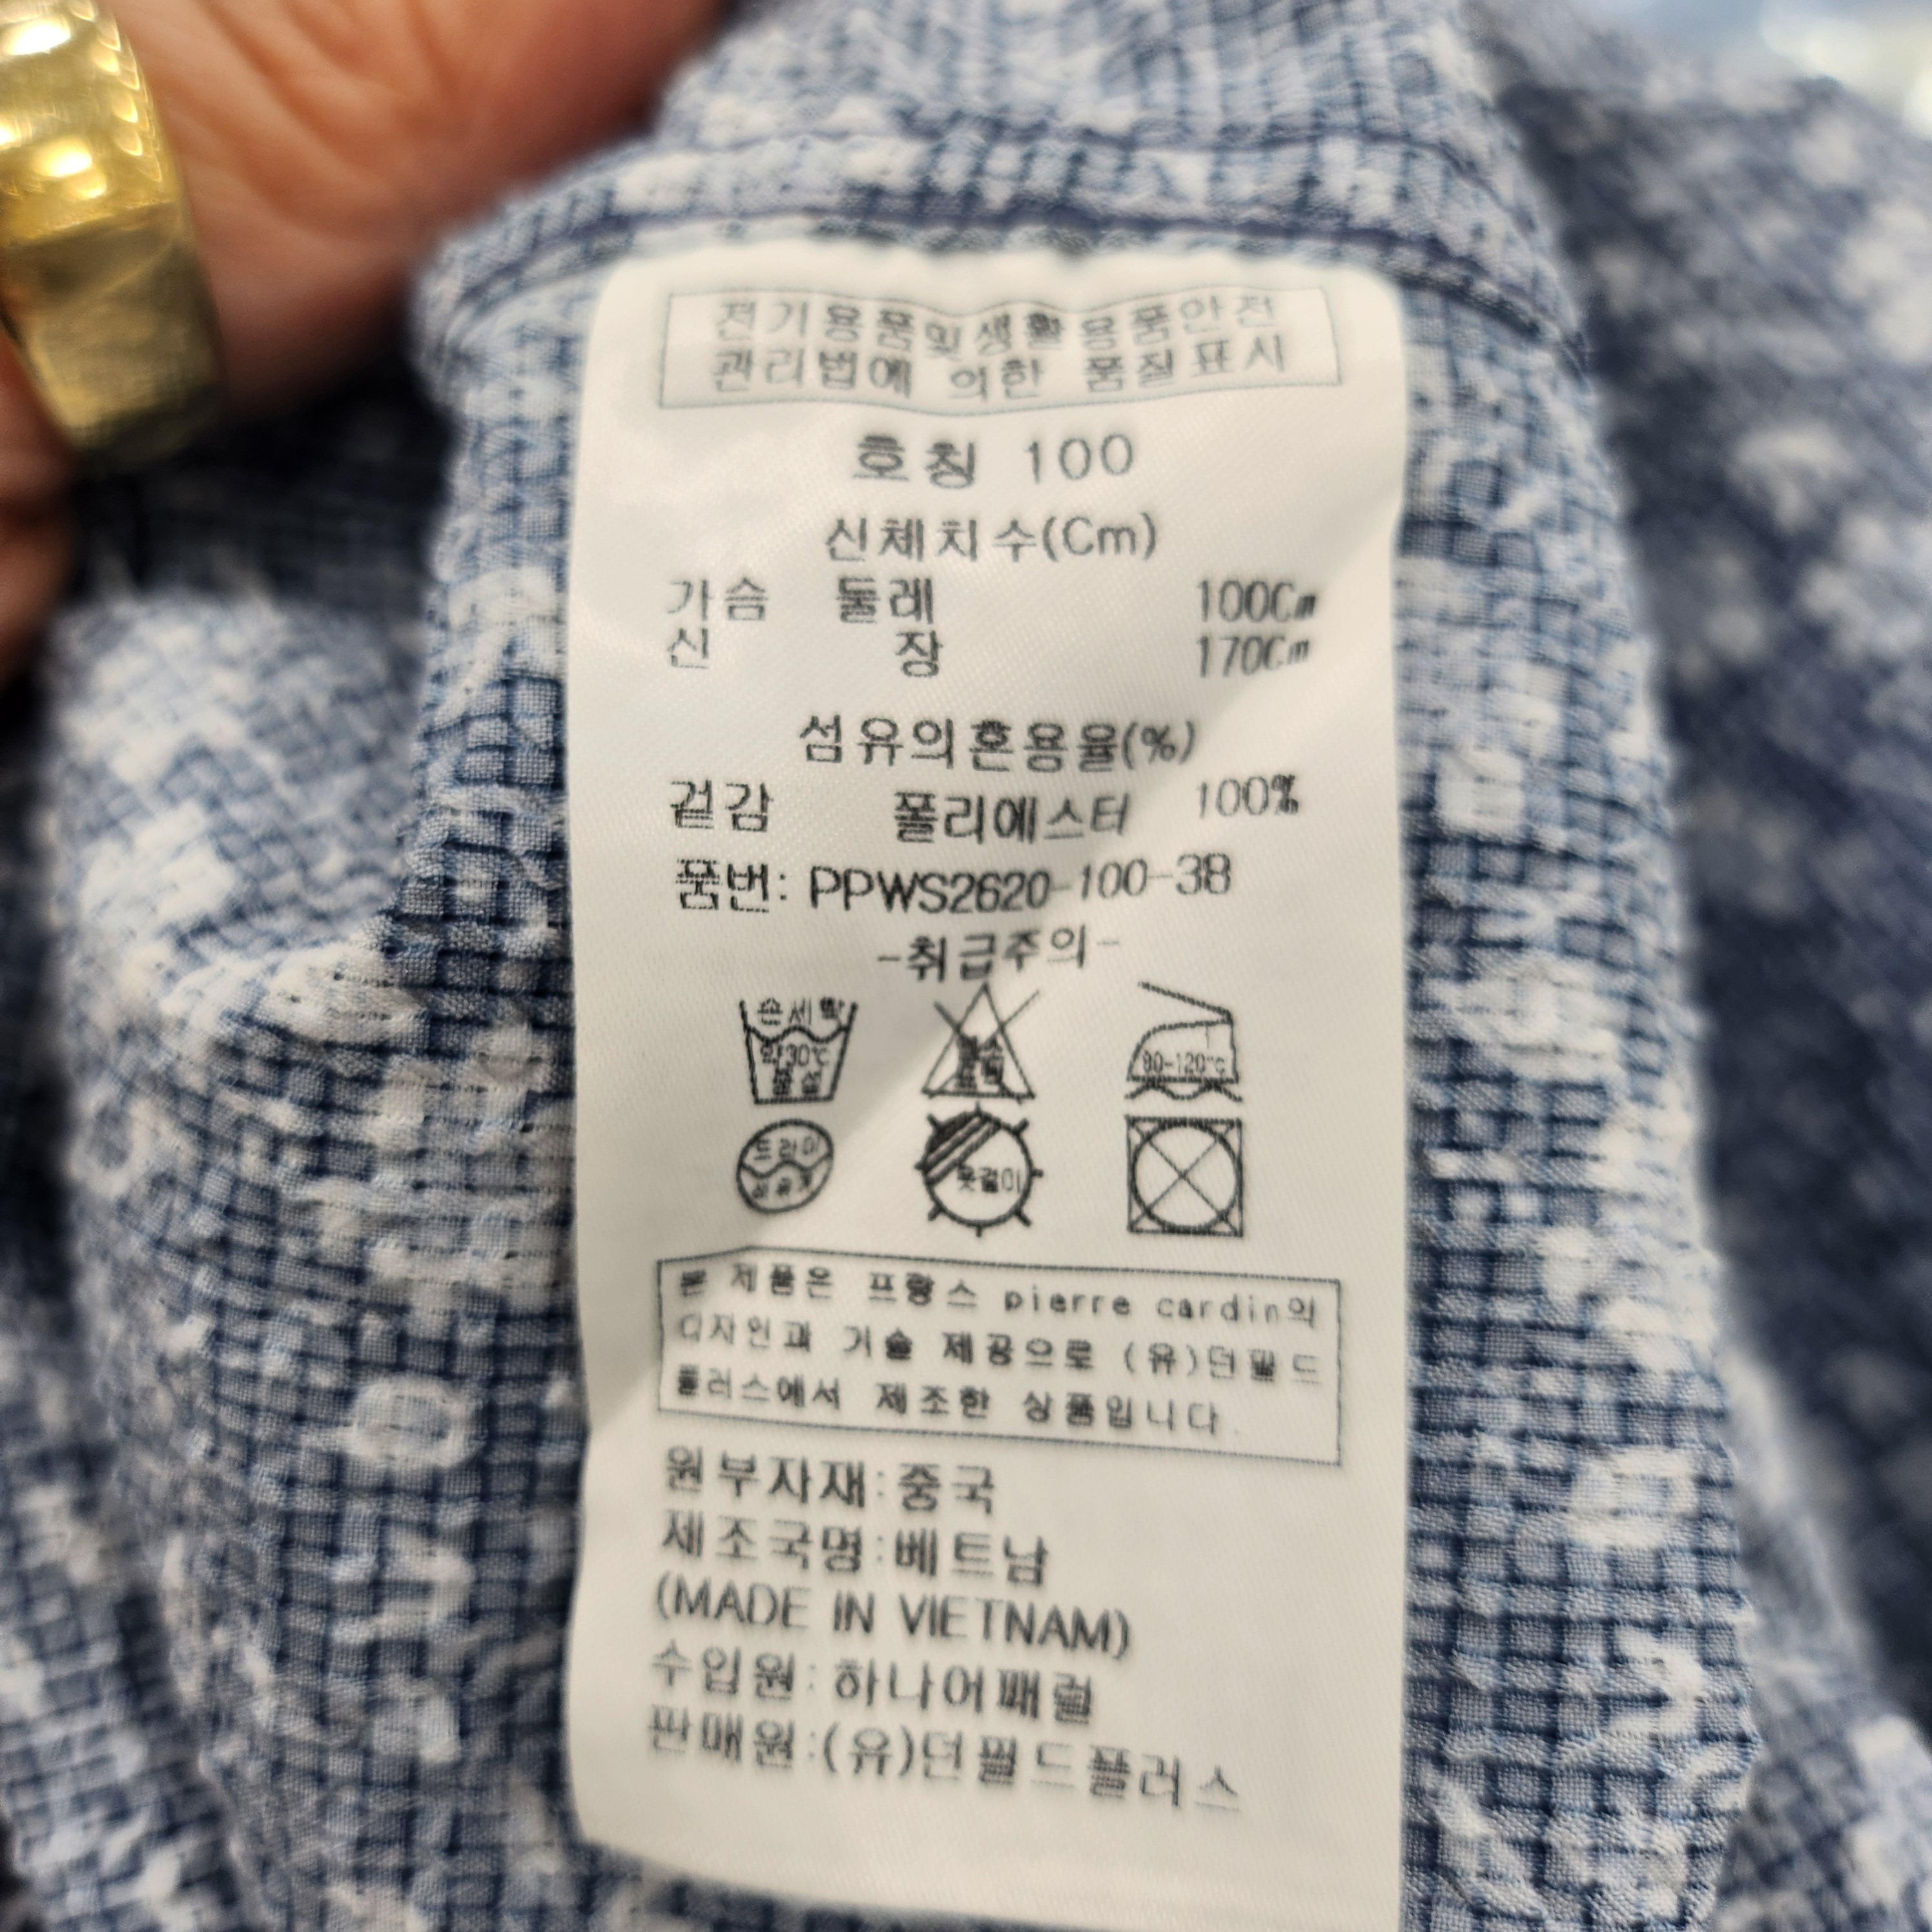 전기용품및생활용품안전
관리법에 의한 품질표시
호칭 100
신체치수(Cm)
가슴 둘레 100Cm
신 장 170Cm
섬유의혼용율(%)
겉감 폴리에스터 100%
품번: PPWS2620-100-3B
-취급주의-
손세탁
약30℃
중성
80-120℃
드라이
옷걸이
본 제품은 프랑스 pierre cardin의
디자인과 기술 제공으로 (유)던필드
플러스에서 제조한 상품입니다.
원부자재:중국
제조국명:베트남
(MADE IN VIETNAM)
수입원:하나어패럴
판매원:(유)던필드플러스